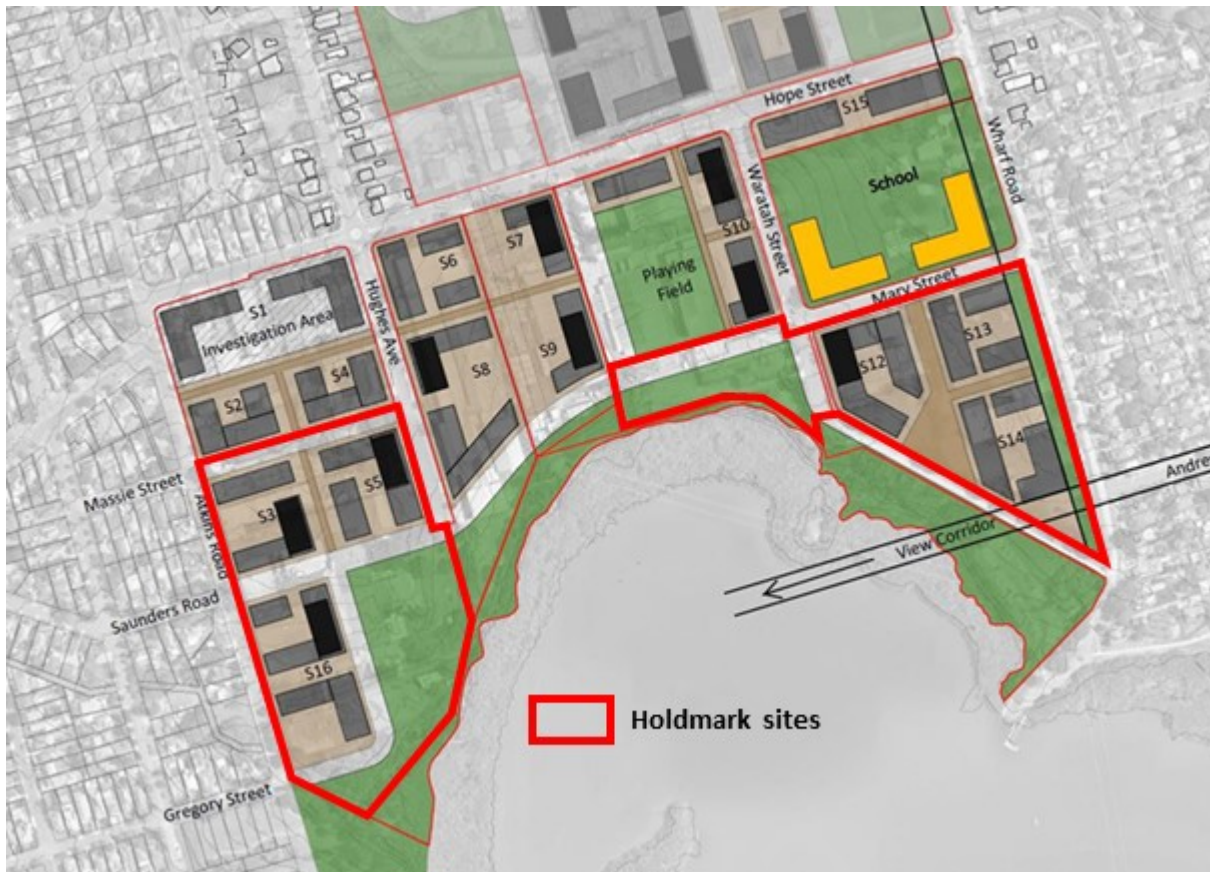 Hope Street
S15
Wharf Road
School
Waratah Street
S10
S7
S6
Playing
Field
Mary Street
Hughes Ave
S1
Investigation Area
S13
S12
S9
S8
S4
S2
S14
Andre
View Corridor
Massie Street
Atkins Road
S5
S3
Saunders Road
S16
Holdmark sites
Gregory Street